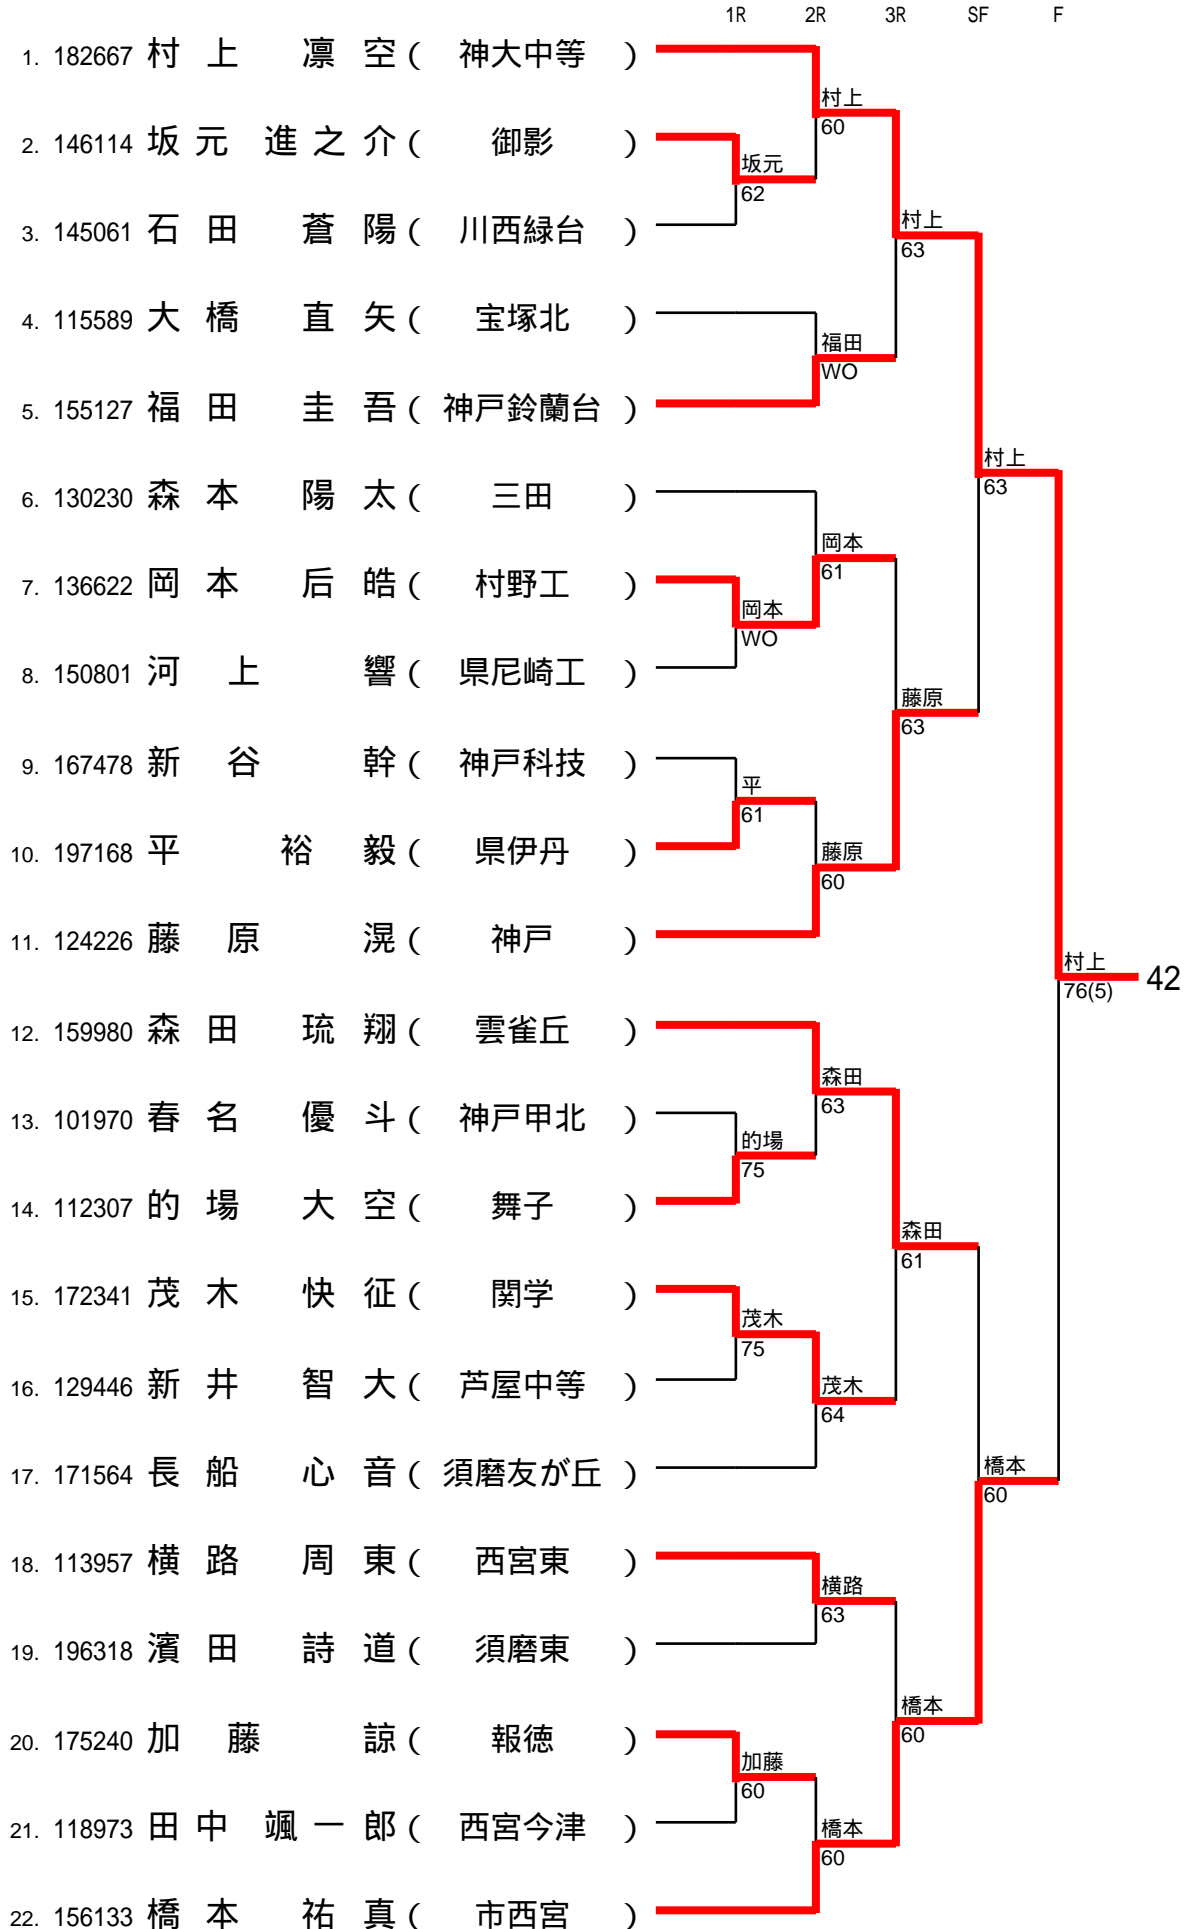 1R 2R 3R SF F
1. 182667 村上 凛空 ( 神大中等 )
村上
60
2. 146114 坂元 進之介 ( 御影 )
坂元
62
3. 145061 石田 蒼陽 ( 川西緑台 )
村上
63
4. 115589 大橋 直矢 ( 宝塚北 )
福田
WO
5. 155127 福田 圭吾 ( 神戸鈴蘭台 )
村上
63
6. 130230 森本 陽太 ( 三田 )
岡本
61
7. 136622 岡本 后皓 ( 村野工 )
岡本
WO
8. 150801 河上 響 ( 県尼崎工 )
藤原
63
9. 167478 新谷 幹 ( 神戸科技 )
平
61
10. 197168 平 裕毅 ( 県伊丹 )
藤原
60
11. 124226 藤原 滉 ( 神戸 )
村上
76(5)
42
12. 159980 森田 琉翔 ( 雲雀丘 )
森田
63
13. 101970 春名 優斗 ( 神戸甲北 )
的場
75
14. 112307 的場 大空 ( 舞子 )
森田
61
15. 172341 茂木 快征 ( 関学 )
茂木
75
16. 129446 新井 智大 ( 芦屋中等 )
茂木
64
17. 171564 長船 心音 ( 須磨友が丘 )
橋本
60
18. 113957 横路 周東 ( 西宮東 )
横路
63
19. 196318 濱田 詩道 ( 須磨東 )
橋本
60
20. 175240 加藤 諒 ( 報徳 )
加藤
60
21. 118973 田中 颯一郎 ( 西宮今津 )
橋本
60
22. 156133 橋本 祐真 ( 市西宮 )